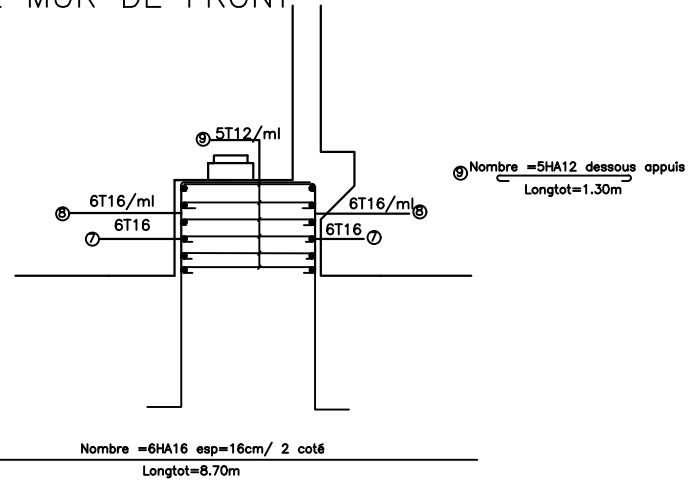 MUR DE FRONT
⑨ 5T12/ml
⑨ Nombre =5HA12 dessous appuis
Longtot=1.30m
6T16/ml
⑧
6T16/ml ⑧
6T16
⑦
6T16 ⑦
Nombre =6HA16 esp=16cm/ 2 coté
Longtot=8.70m